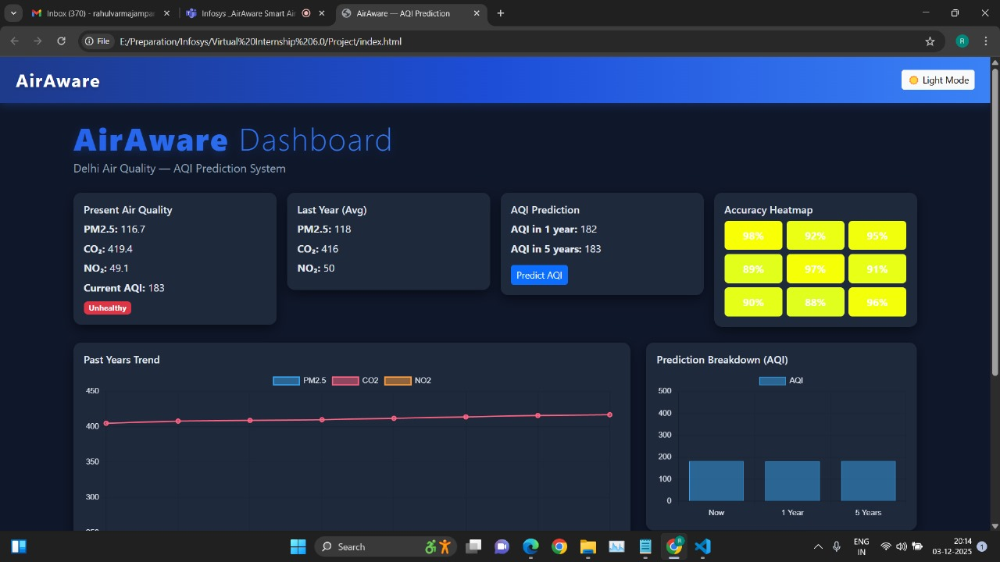 Inbox (370) - rahulvarmajampan
Infosys _AirAware Smart Air
AirAware — AQI Prediction
File
E:/Preparation/Infosys/Virtual%20Internship%206.0/Project/index.html
R
AirAware
Light Mode
AirAware Dashboard
Delhi Air Quality — AQI Prediction System
Present Air Quality
PM2.5: 116.7
CO₂: 419.4
NO₂: 49.1
Current AQI: 183
Unhealthy
Last Year (Avg)
PM2.5: 118
CO₂: 416
NO₂: 50
AQI Prediction
AQI in 1 year: 182
AQI in 5 years: 183
Predict AQI
Accuracy Heatmap
98% 92% 95%
89% 97% 91%
90% 88% 96%
Past Years Trend
PM2.5 CO2 NO2
450
400
350
300
Prediction Breakdown (AQI)
AQI
500
400
300
200
100
0
Now 1 Year 5 Years
Search
R
ENG
IN
20:14
03-12-2025
1